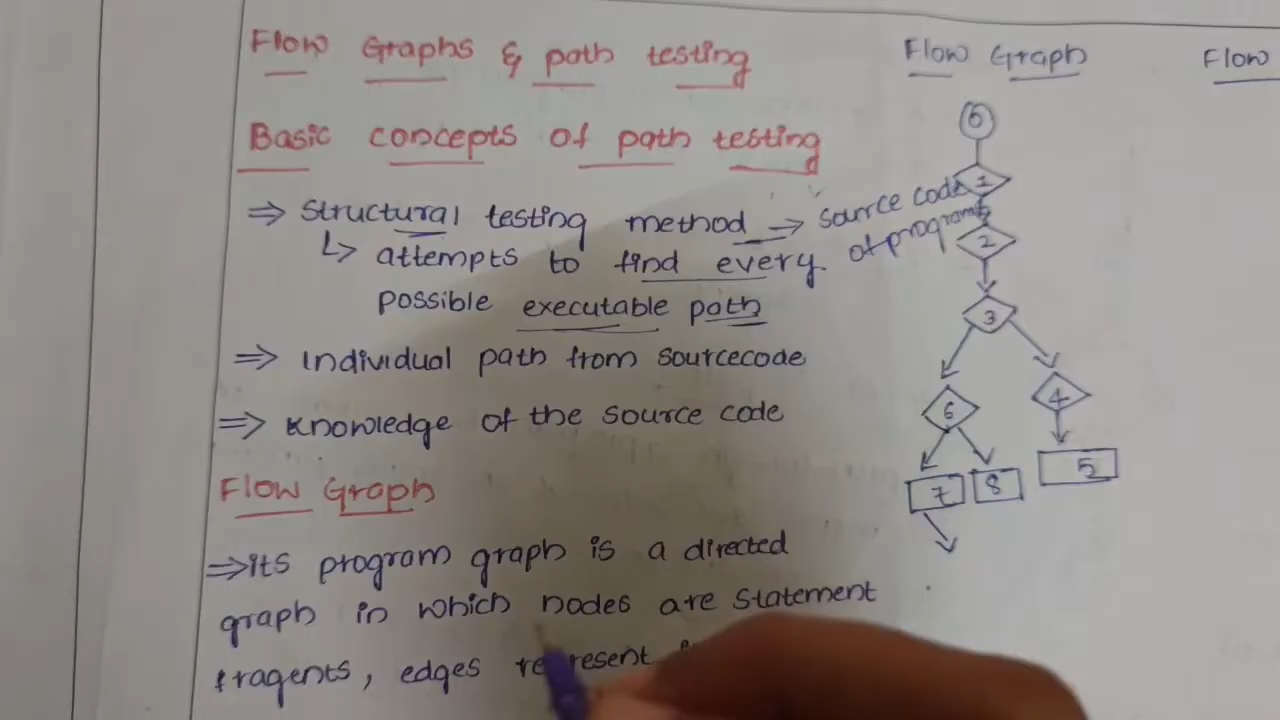 Flow Graphs & path testing
Basic concepts of path testing
⇒ structural testing method → source code of program
↳ attempts to find every possible executable path
⇒ Individual path from sourcecode
⇒ Knowledge of the source code
Flow Graph
⇒ its program graph is a directed
graph in which nodes are statement
fragents, edges represent
Flow Graph
1
2
3
6
4
7
8
5
Flow